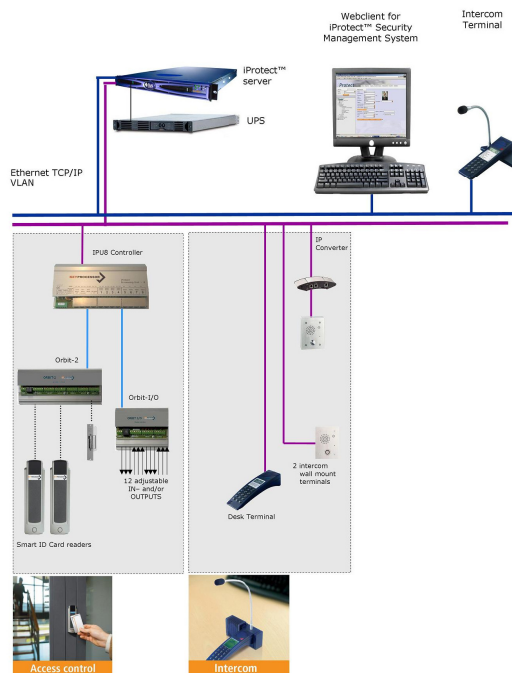 Webclient for
iProtect™ Security
Management System
Intercom
Terminal
iProtect™
server
UPS
Ethernet TCP/IP
VLAN
IPU8 Controller
IP
Converter
Orbit-2
Orbit-I/O
12 adjustable
IN– and/or
OUTPUTS
2 intercom
wall mount
terminals
Desk Terminal
Smart ID Card readers
Access control
Intercom